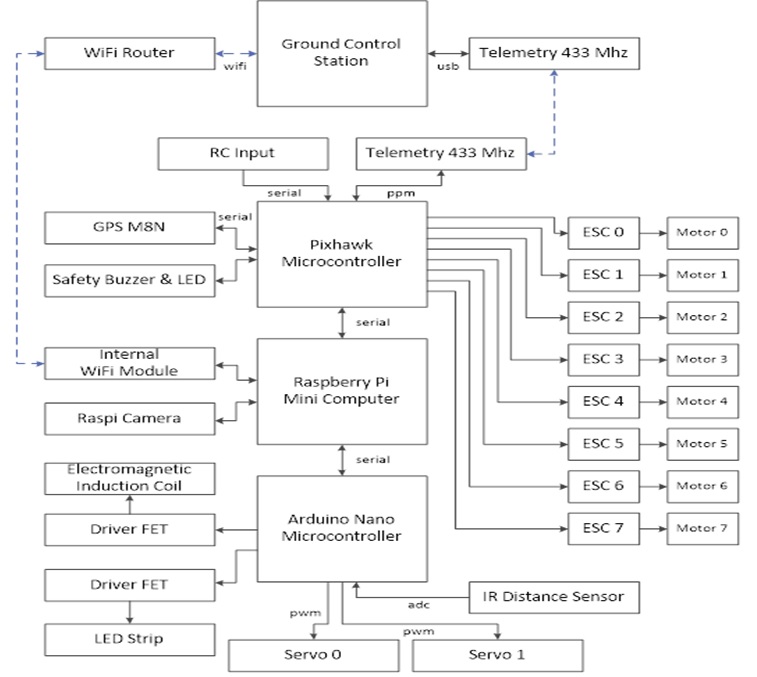 Ground Control
Station
WiFi Router
wifi
usb
Telemetry 433 Mhz
RC Input
Telemetry 433 Mhz
serial
ppm
GPS M8N
serial
Pixhawk
Microcontroller
Safety Buzzer & LED
ESC 0
Motor 0
ESC 1
Motor 1
ESC 2
Motor 2
ESC 3
Motor 3
ESC 4
Motor 4
ESC 5
Motor 5
ESC 6
Motor 6
ESC 7
Motor 7
serial
Internal
WiFi Module
Raspberry Pi
Mini Computer
Raspi Camera
serial
Electromagnetic
Induction Coil
Driver FET
Arduino Nano
Microcontroller
Driver FET
LED Strip
IR Distance Sensor
adc
pwm
pwm
Servo 0
Servo 1